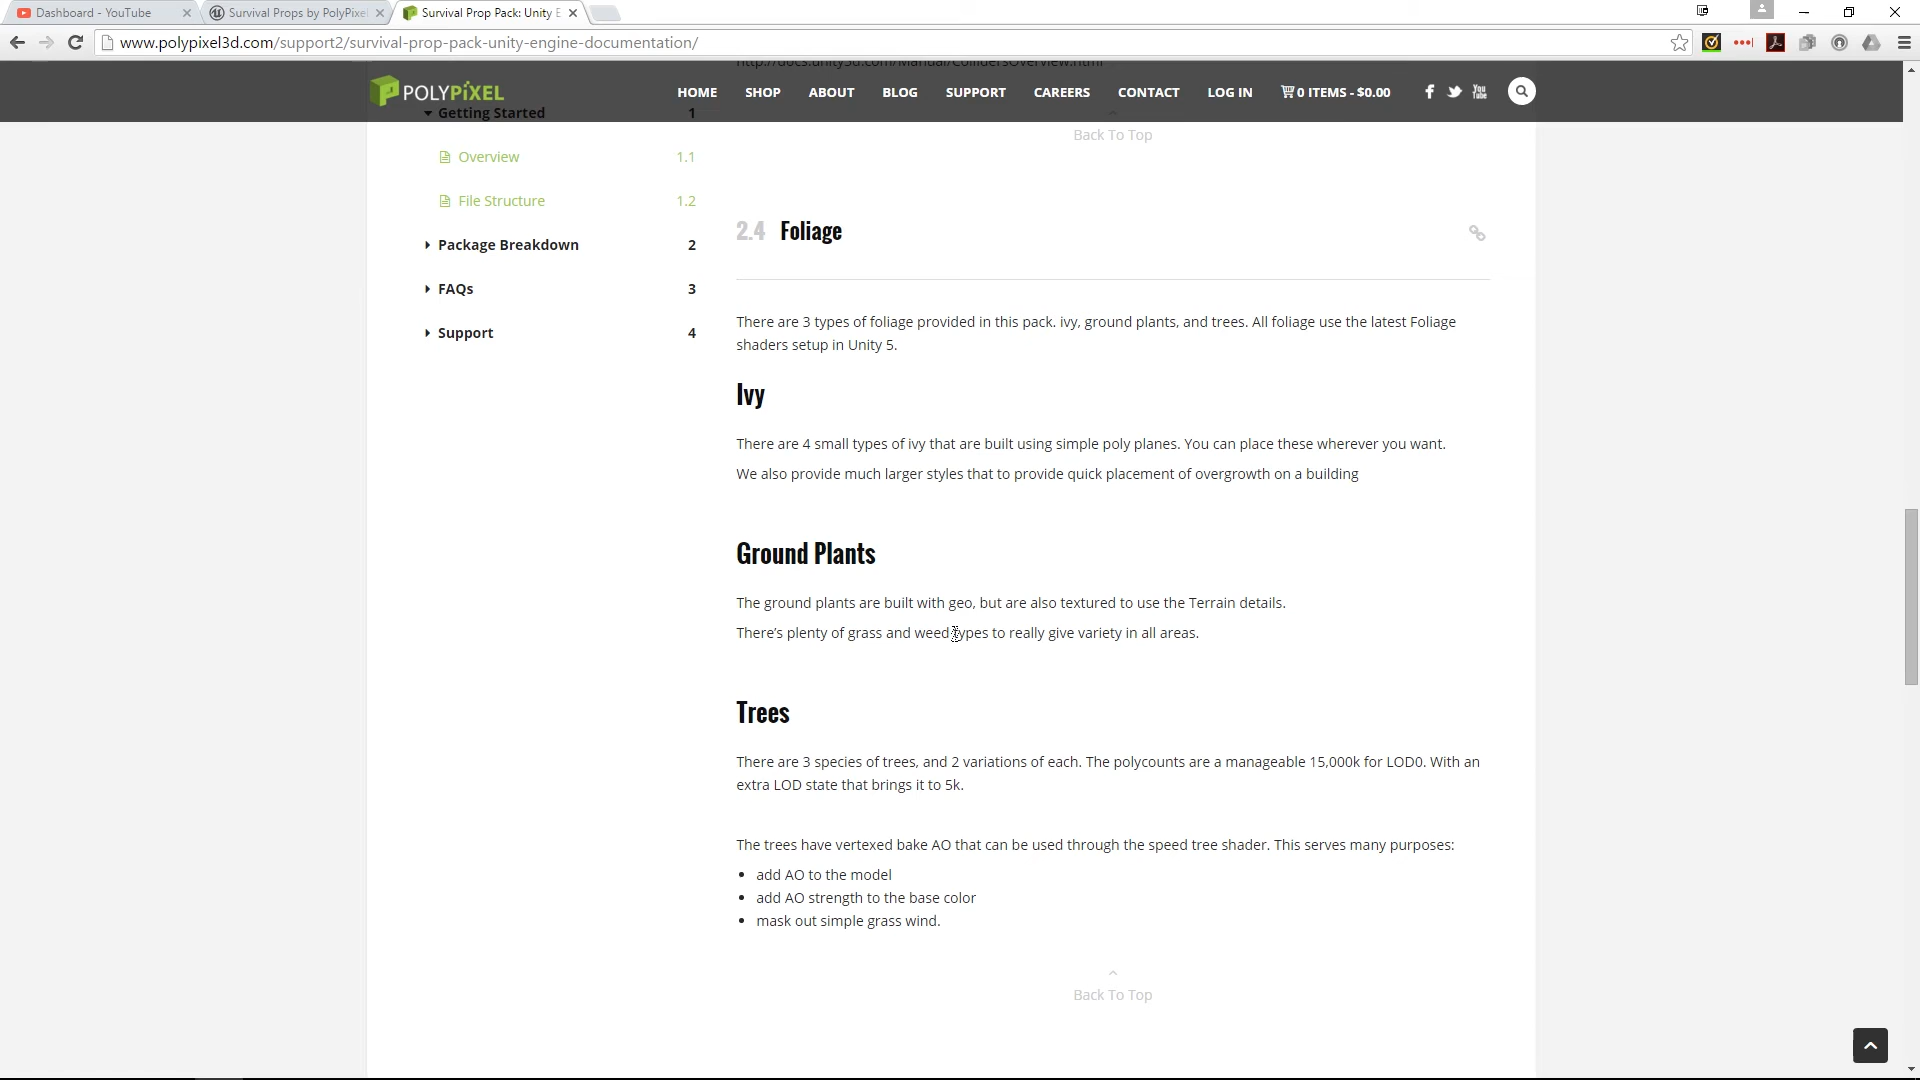 Dashboard - YouTube
Survival Props by PolyPixel
Survival Prop Pack: Unity E
www.polypixel3d.com/support2/survival-prop-pack-unity-engine-documentation/
http://docs.unity3d.com/Manual/CollidersOverview.html
POLYPIXEL
HOME SHOP ABOUT BLOG SUPPORT CAREERS CONTACT LOG IN 0 ITEMS - $0.00
You Tube
Getting Started 1
Overview 1.1
File Structure 1.2
Package Breakdown 2
FAQs 3
Support 4
Back To Top
2.4 Foliage
There are 3 types of foliage provided in this pack. ivy, ground plants, and trees. All foliage use the latest Foliage
shaders setup in Unity 5.
Ivy
There are 4 small types of ivy that are built using simple poly planes. You can place these wherever you want.
We also provide much larger styles that to provide quick placement of overgrowth on a building
Ground Plants
The ground plants are built with geo, but are also textured to use the Terrain details.
There's plenty of grass and weed types to really give variety in all areas.
Trees
There are 3 species of trees, and 2 variations of each. The polycounts are a manageable 15,000k for LOD0. With an
extra LOD state that brings it to 5k.
The trees have vertexed bake AO that can be used through the speed tree shader. This serves many purposes:
add AO to the model
add AO strength to the base color
mask out simple grass wind.
Back To Top